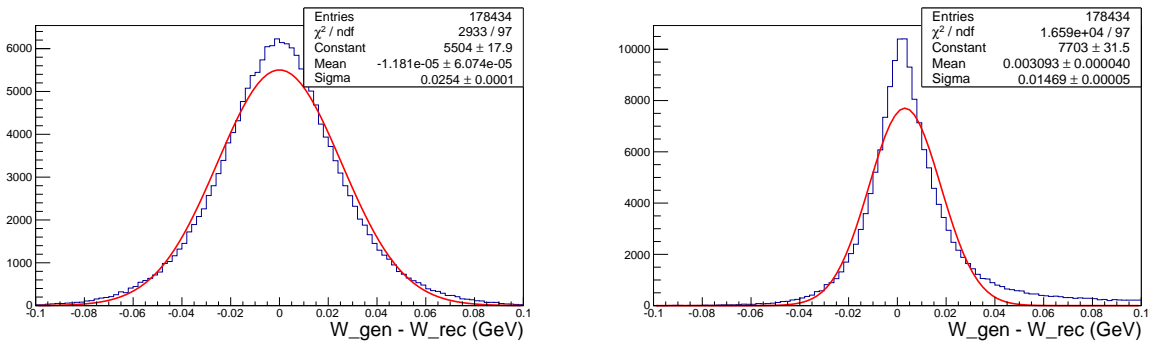 Entries 178434
χ² / ndf 2933 / 97
Constant 5504 ± 17.9
Mean -1.181e-05 ± 6.074e-05
Sigma 0.0254 ± 0.0001
6000
5000
4000
3000
2000
1000
0
-0.1 -0.08 -0.06 -0.04 -0.02 0 0.02 0.04 0.06 0.08 0.1
W_gen - W_rec (GeV)
Entries 178434
χ² / ndf 1.659e+04 / 97
Constant 7703 ± 31.5
Mean 0.003093 ± 0.000040
Sigma 0.01469 ± 0.00005
10000
8000
6000
4000
2000
0
-0.1 -0.08 -0.06 -0.04 -0.02 0 0.02 0.04 0.06 0.08 0.1
W_gen - W_rec (GeV)